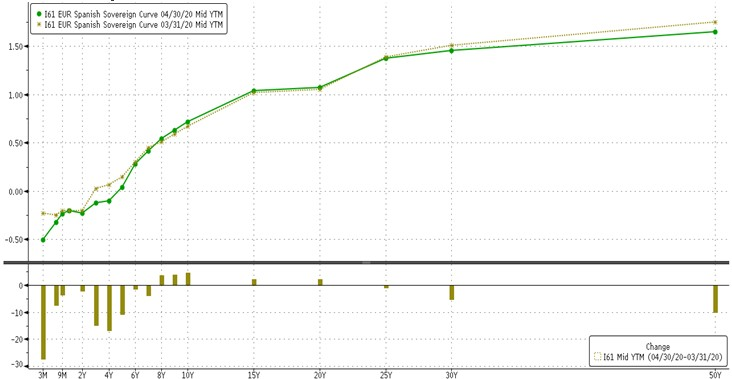 I61 EUR Spanish Sovereign Curve 04/30/20 Mid YTM
I61 EUR Spanish Sovereign Curve 03/31/20 Mid YTM
1.50
1.00
0.50
0.00
-0.50
0
-10
-20
-30
Change
I61 Mid YTM (04/30/20-03/31/20)
3M 9M 2Y 4Y 6Y 8Y 10Y 15Y 20Y 25Y 30Y 50Y